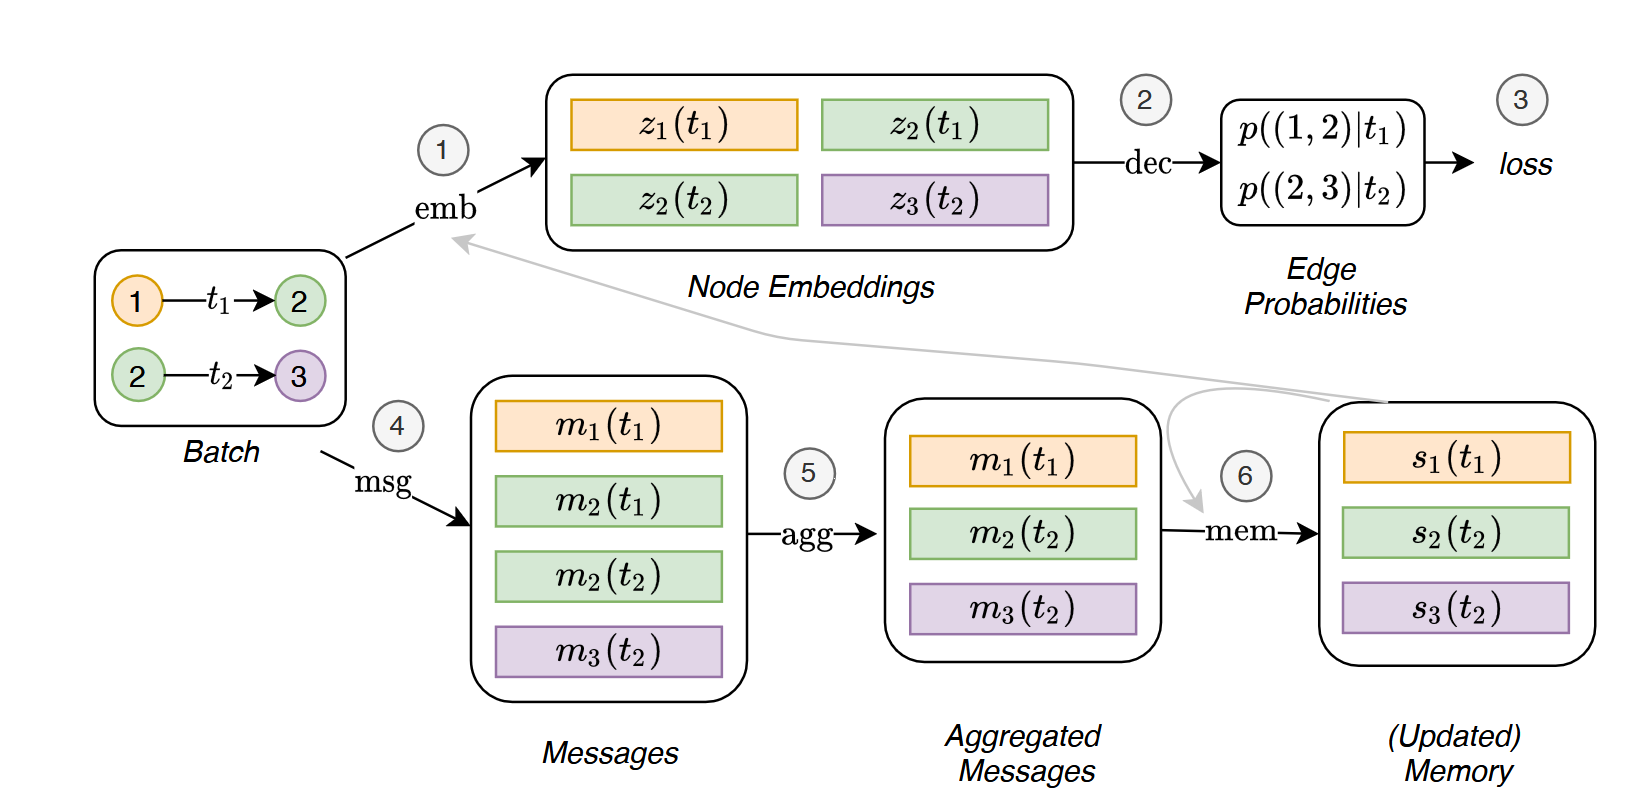 1
emb
z₁(t₁)
z₂(t₁)
z₂(t₂)
z₃(t₂)
Node Embeddings
2
dec
p((1, 2)|t₁)
p((2, 3)|t₂)
Edge
Probabilities
3
loss
1 t₁ 2
2 t₂ 3
Batch
4
msg
m₁(t₁)
m₂(t₁)
m₂(t₂)
m₃(t₂)
Messages
5
agg
m₁(t₁)
m₂(t₂)
m₃(t₂)
Aggregated
Messages
6
mem
s₁(t₁)
s₂(t₂)
s₃(t₂)
(Updated)
Memory